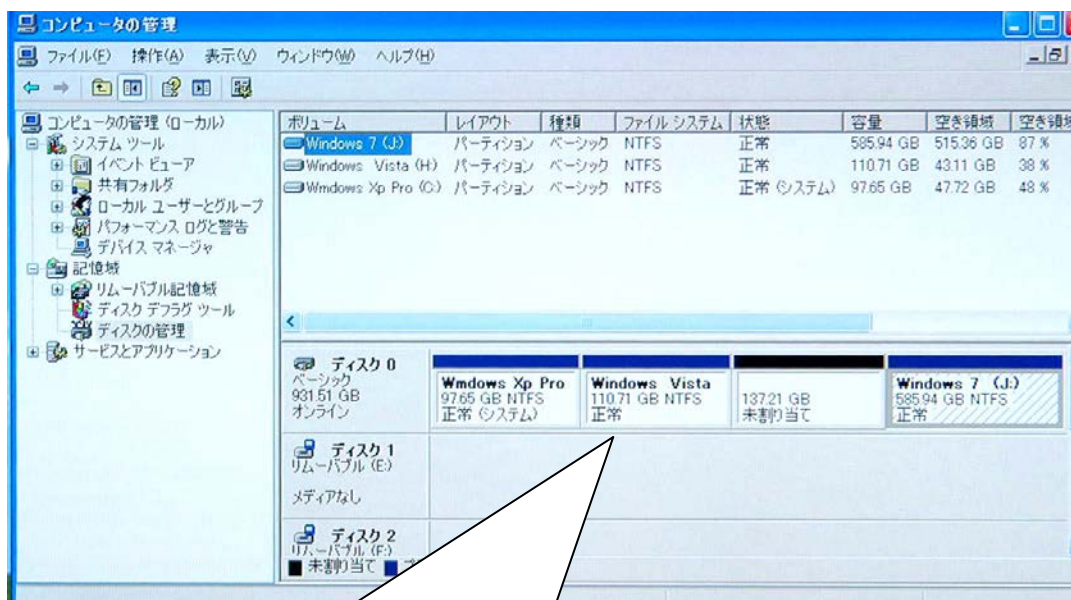 コンピュータの管理
ファイル(F) 操作(A) 表示(V) ウィンドウ(W) ヘルプ(H)
コンピュータの管理 (ローカル)
システム ツール
イベント ビューア
共有フォルダ
ローカル ユーザーとグループ
パフォーマンス ログと警告
デバイス マネージャ
記憶域
リムーバブル記憶域
ディスク デフラグ ツール
ディスクの管理
サービスとアプリケーション
ボリューム レイアウト 種類 ファイル システム 状態 容量 空き領域 空き領域
Windows 7 (J:) パーティション ベーシック NTFS 正常 585.94 GB 515.36 GB 87 %
Windows Vista (H:) パーティション ベーシック NTFS 正常 110.71 GB 43.11 GB 38 %
Wmdows Xp Pro (C:) パーティション ベーシック NTFS 正常 (システム) 97.65 GB 47.72 GB 48 %
ディスク 0
ベーシック
931.51 GB
オンライン
Wmdows Xp Pro
97.65 GB NTFS
正常 (システム)
Windows Vista
110.71 GB NTFS
正常
137.21 GB
未割り当て
Windows 7 (J:)
585.94 GB NTFS
正常
ディスク 1
リムーバブル (E:)
メディアなし
ディスク 2
リムーバブル (F:)
未割り当て